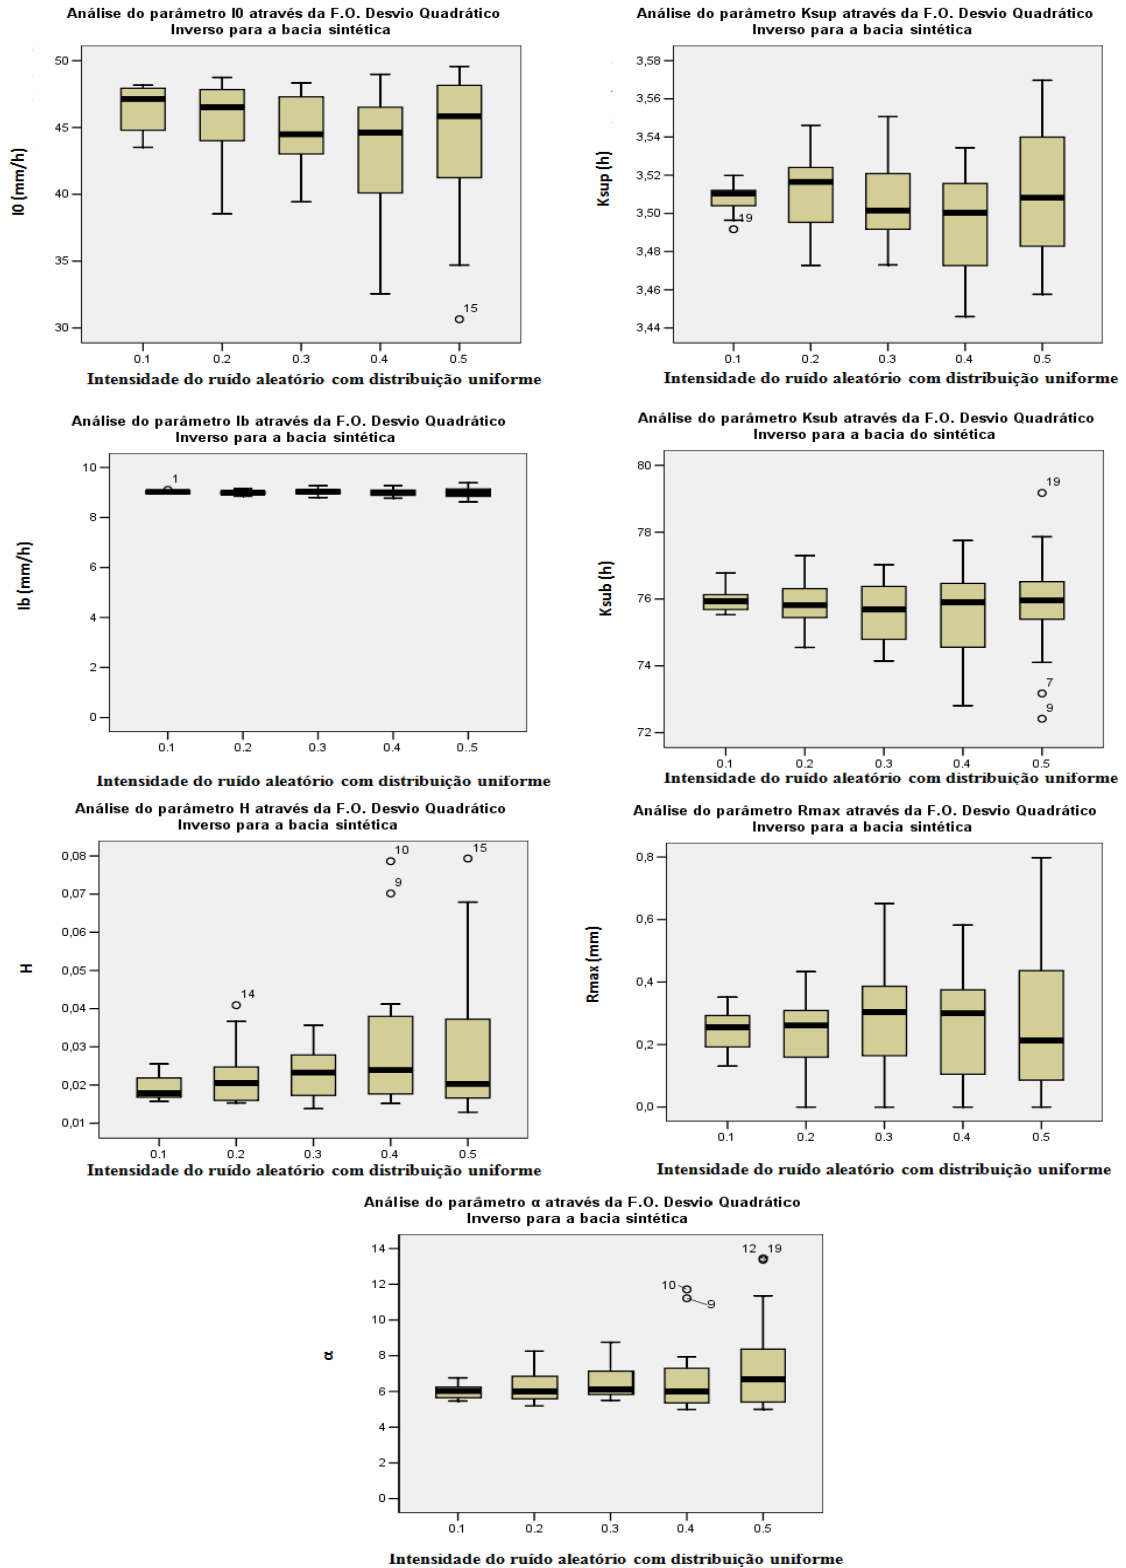 Análise do parâmetro I0 através da F.O. Desvio Quadrático
Inverso para a bacia sintética
I0 (mm/h)
50
45
40
35
30
15
0.1 0.2 0.3 0.4 0.5
Intensidade do ruído aleatório com distribuição uniforme
Análise do parâmetro Ksup através da F.O. Desvio Quadrático
Inverso para a bacia sintética
Ksup (h)
3,58
3,56
3,54
3,52
3,50
3,48
3,46
3,44
19
0.1 0.2 0.3 0.4 0.5
Intensidade do ruído aleatório com distribuição uniforme
Análise do parâmetro Ib através da F.O. Desvio Quadrático
Inverso para a bacia sintética
Ib (mm/h)
10
8
6
4
2
0
1
0.1 0.2 0.3 0.4 0.5
Intensidade do ruído aleatório com distribuição uniforme
Análise do parâmetro Ksub através da F.O. Desvio Quadrático
Inverso para a bacia do sintética
Ksub (h)
80
78
76
74
72
19
7
9
0.1 0.2 0.3 0.4 0.5
Intensidade do ruído aleatório com distribuição uniforme
Análise do parâmetro H através da F.O. Desvio Quadrático
Inverso para a bacia sintética
H
0,08
0,07
0,06
0,05
0,04
0,03
0,02
0,01
14
10
9
15
0.1 0.2 0.3 0.4 0.5
Intensidade do ruído aleatório com distribuição uniforme
Análise do parâmetro Rmax através da F.O. Desvio Quadrático
Inverso para a bacia sintética
Rmax (mm)
0,8
0,6
0,4
0,2
0,0
0.1 0.2 0.3 0.4 0.5
Intensidade do ruído aleatório com distribuição uniforme
Análise do parâmetro α através da F.O. Desvio Quadrático
Inverso para a bacia sintética
α
14
12
10
8
6
4
2
0
10
9
12 19
0.1 0.2 0.3 0.4 0.5
Intensidade do ruído aleatório com distribuição uniforme